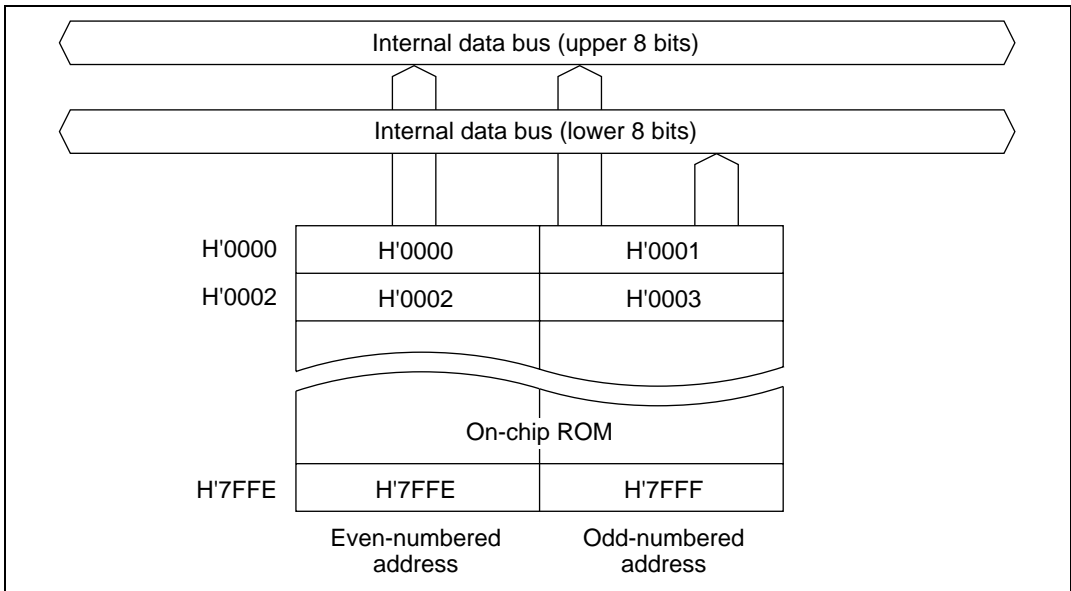 Internal data bus (upper 8 bits)
Internal data bus (lower 8 bits)
H'0000 H'0000 H'0001
H'0002 H'0002 H'0003
On-chip ROM
H'7FFE H'7FFE H'7FFF
Even-numbered address
Odd-numbered address